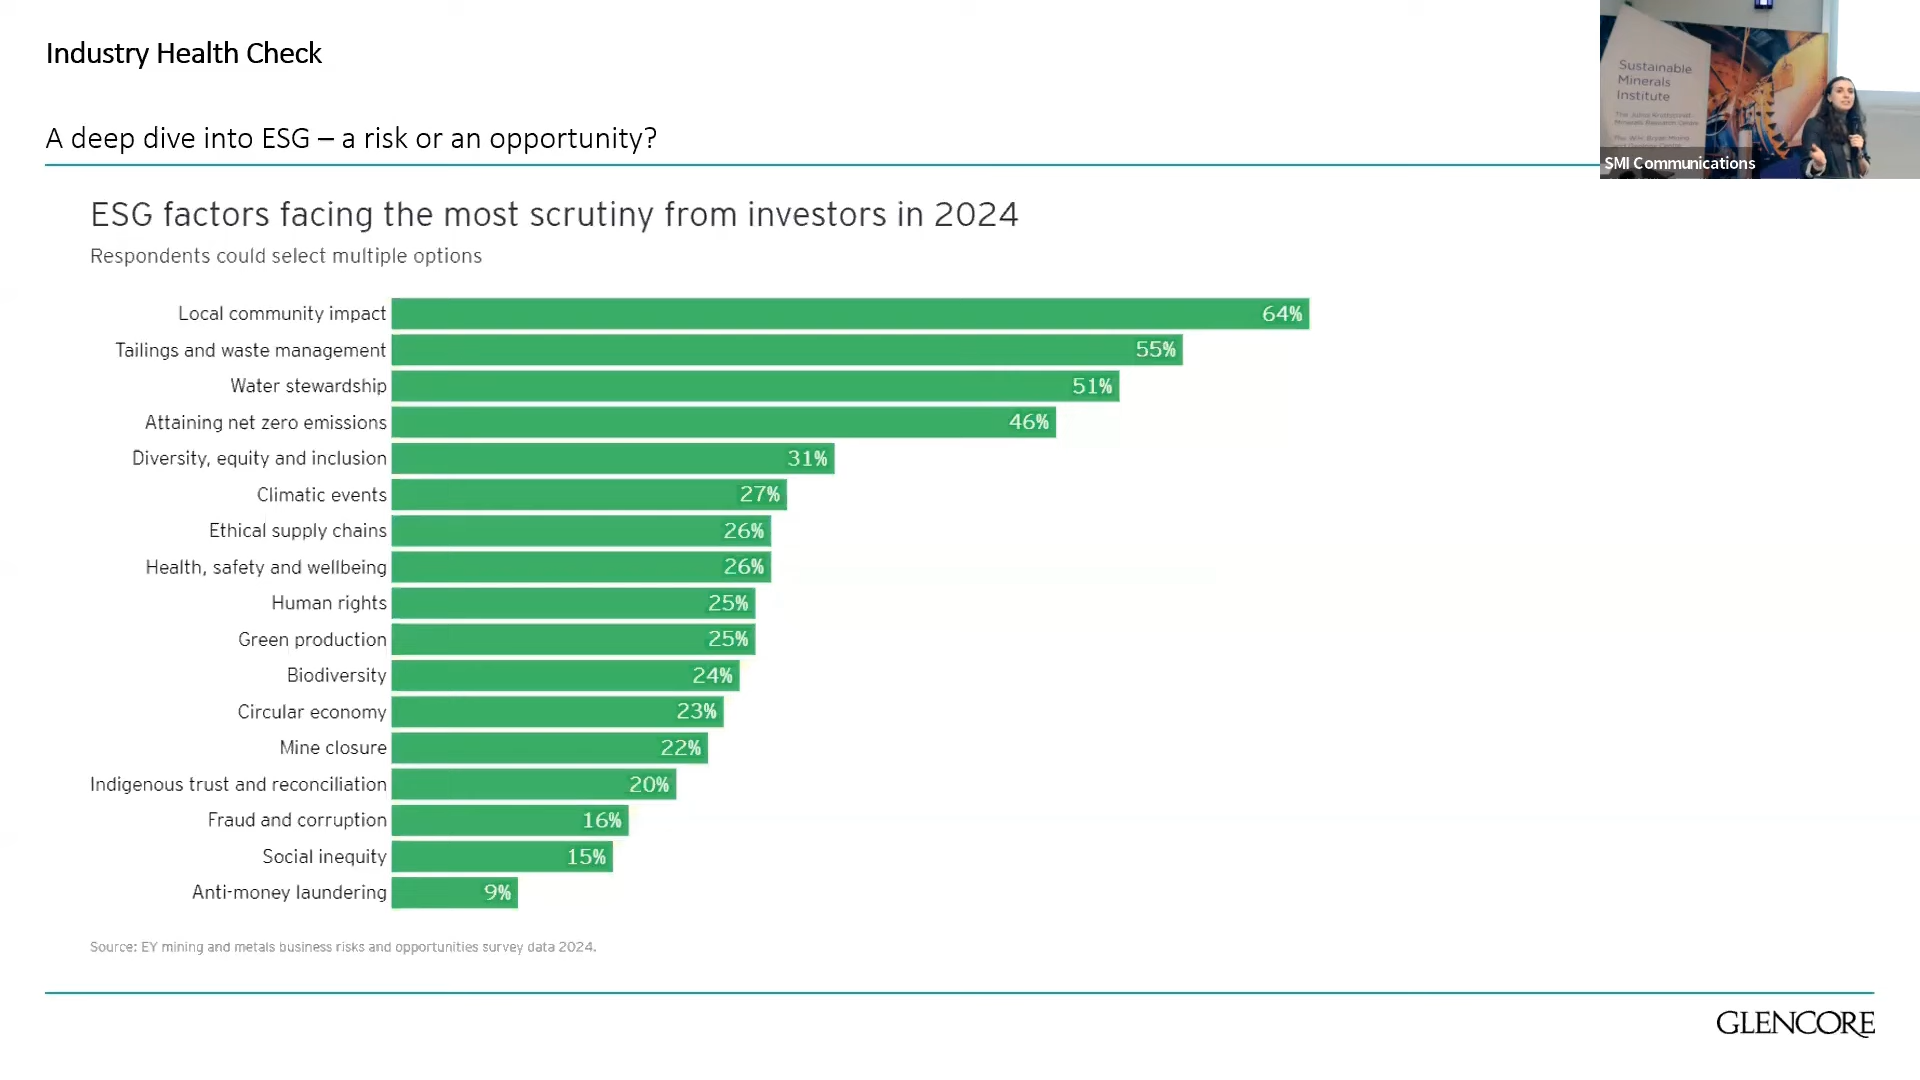 Industry Health Check
A deep dive into ESG – a risk or an opportunity?
Sustainable
Minerals
Institute
SMI Communications
ESG factors facing the most scrutiny from investors in 2024
Respondents could select multiple options
Local community impact 64%
Tailings and waste management 55%
Water stewardship 51%
Attaining net zero emissions 46%
Diversity, equity and inclusion 31%
Climatic events 27%
Ethical supply chains 26%
Health, safety and wellbeing 26%
Human rights 25%
Green production 25%
Biodiversity 24%
Circular economy 23%
Mine closure 22%
Indigenous trust and reconciliation 20%
Fraud and corruption 16%
Social inequity 15%
Anti-money laundering 9%
Source: EY mining and metals business risks and opportunities survey data 2024.
GLENCORE